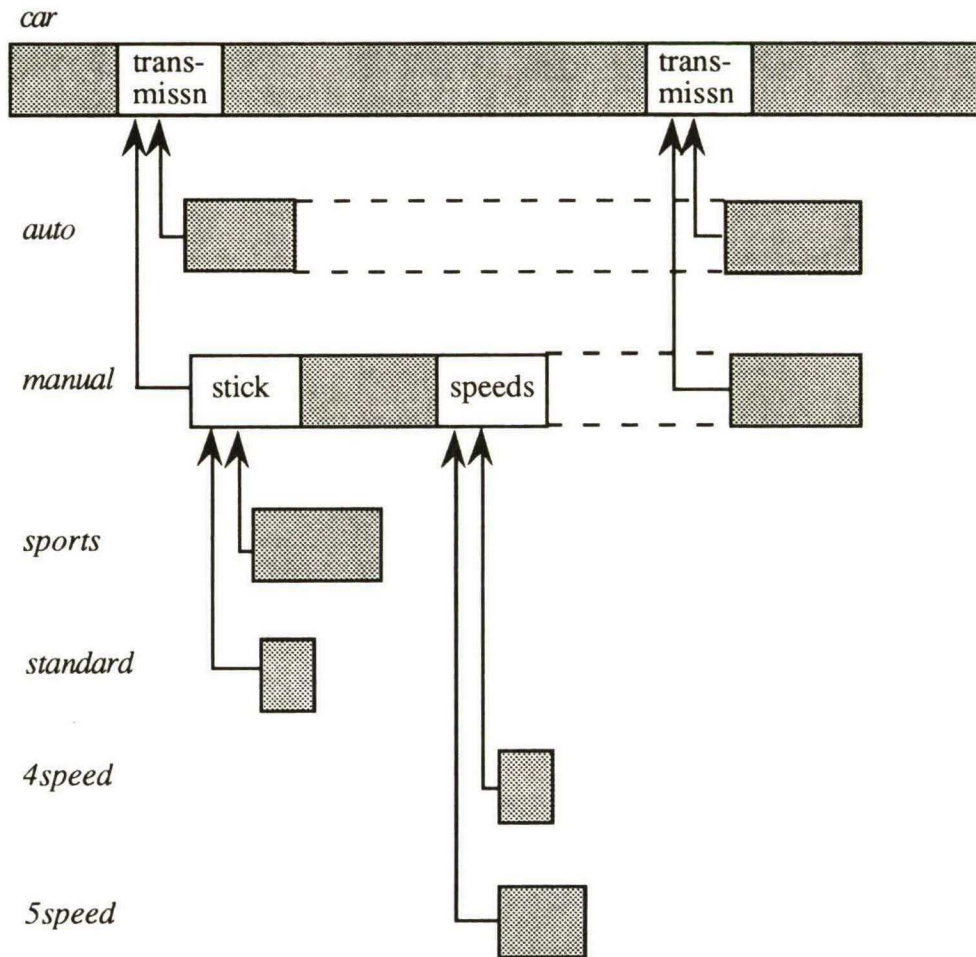 car
trans-
missn
trans-
missn
auto
manual
stick
speeds
sports
standard
4speed
5speed